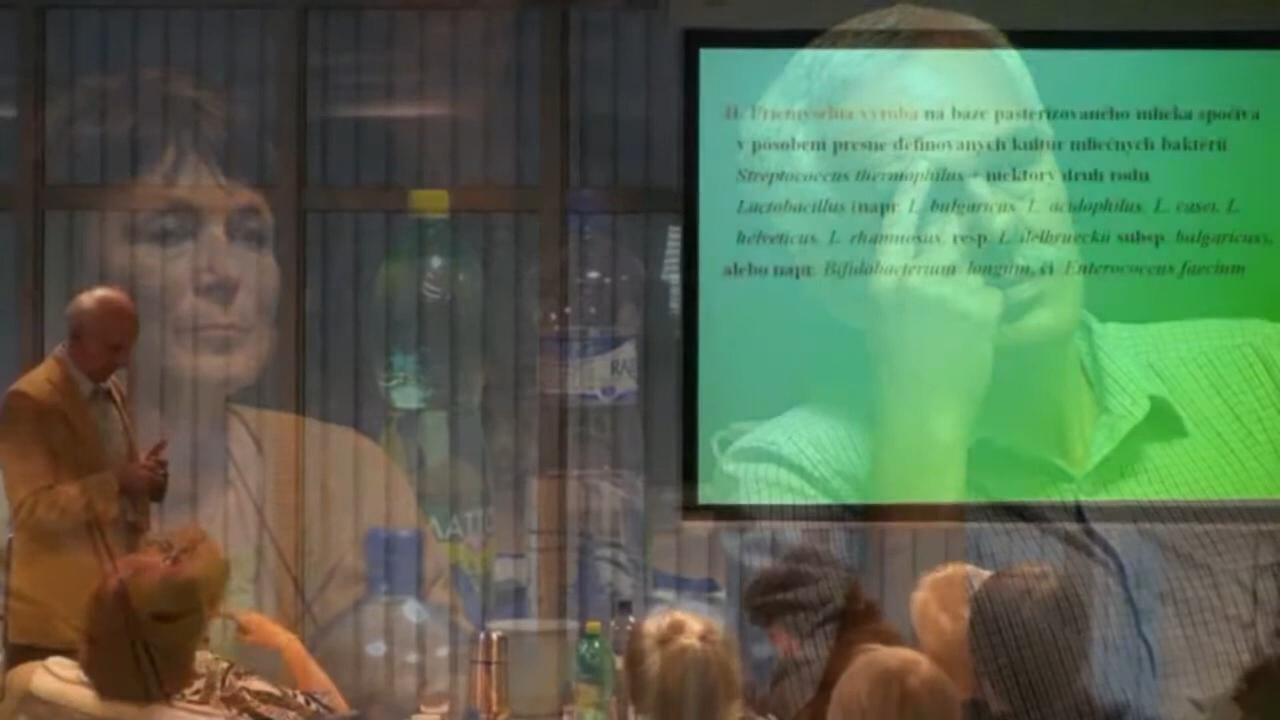 II. Priemyselná výroba na báze pasterizovaného mlieka spočíva
v pôsobení presne definovaných kultúr mliečnych baktérií
Streptococcus thermophilus + niektorý druh rodu
Lactobacillus (napr. L. bulgaricus, L. acidophilus, L. casei, L.
helveticus, L. rhamnosus, resp. L. delbrueckii subsp. bulgaricus),
alebo napr. Bifidobacterium longum, či Enterococcus faecium